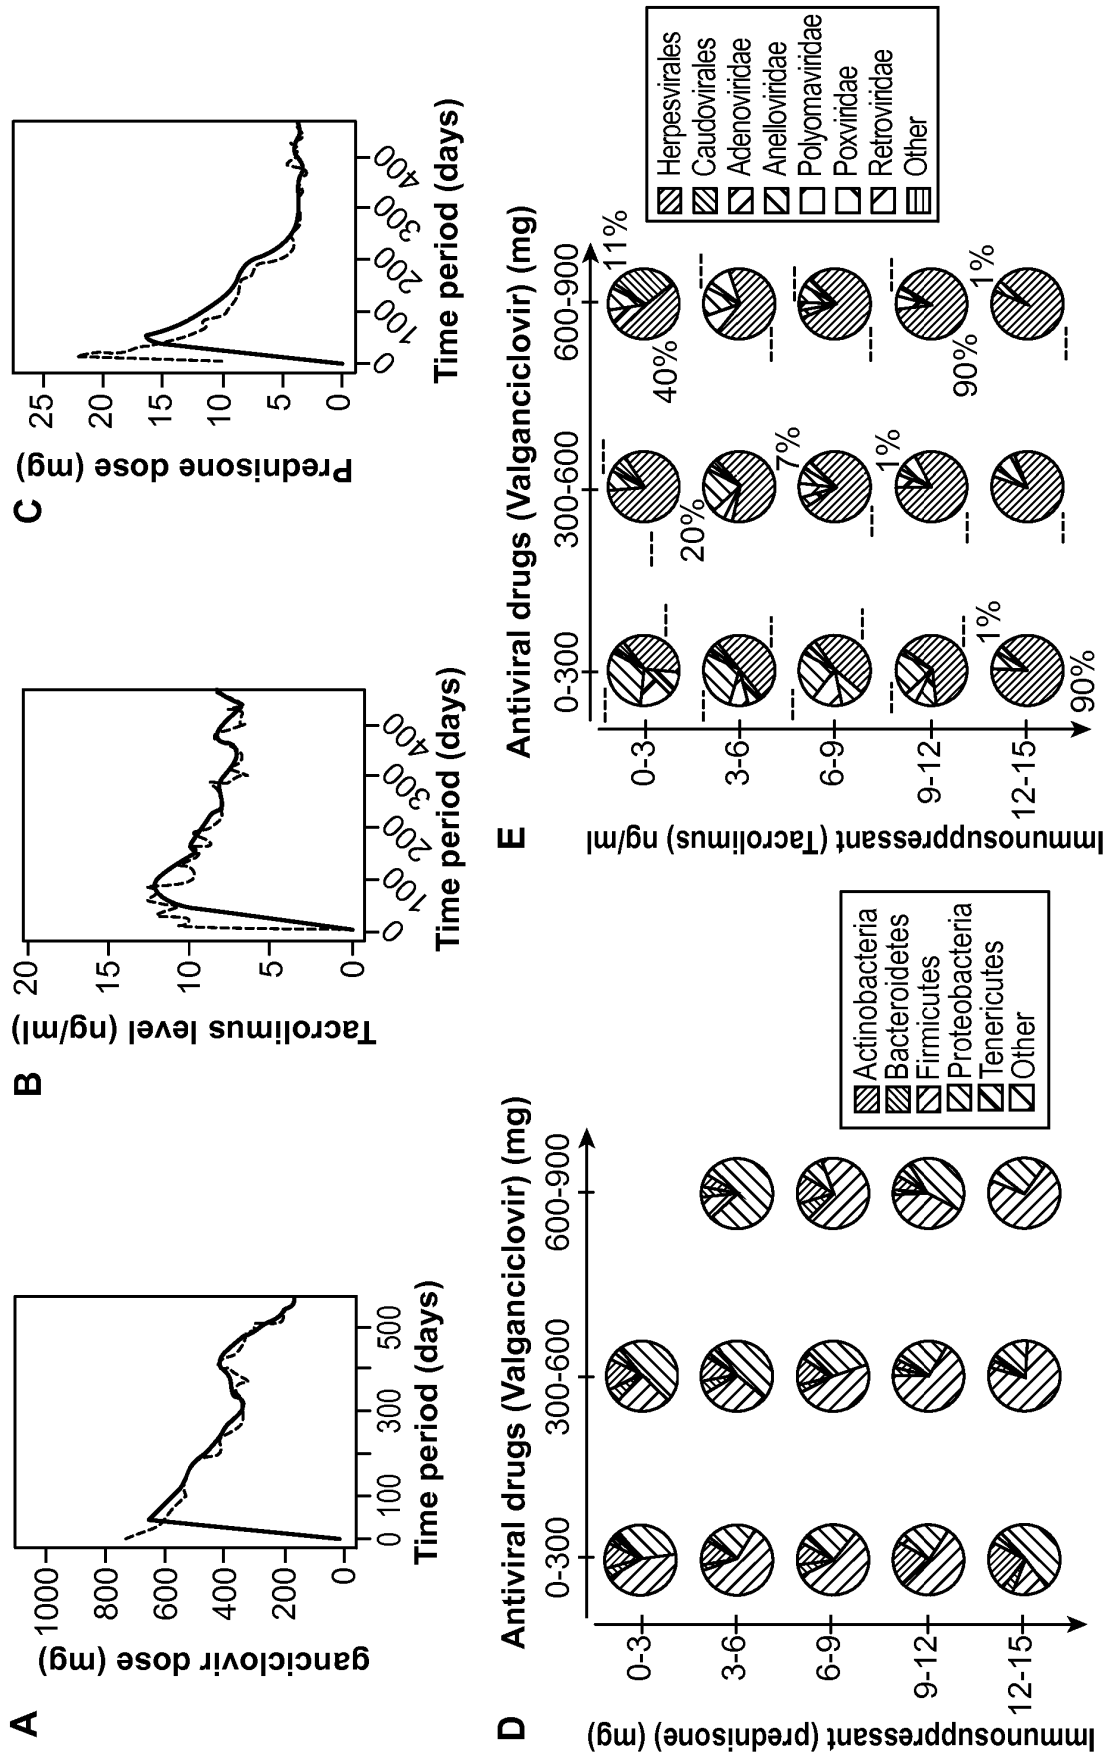 A
ganciclovir dose (mg)
1000
800
600
400
200
0
0 100 300 500
Time period (days)
B
Tacrolimus level (ng/ml)
20
15
10
5
0
0 100 200 300 400
Time period (days)
C
Prednisone dose (mg)
25
20
15
10
5
0
0 100 200 300 400
Time period (days)
D
Antiviral drugs (Valganciclovir) (mg)
0-300 300-600 600-900
Immunosuppressant (prednisone) (mg)
0-3
3-6
6-9
9-12
12-15
Actinobacteria
Bacteroidetes
Firmicutes
Proteobacteria
Tenericutes
Other
E
Antiviral drugs (Valganciclovir) (mg)
0-300 300-600 600-900
Immunosuppressant (Tacrolimus) ng/ml
0-3
3-6
6-9
9-12
12-15
11%
40%
20%
7%
1%
90%
1%
1%
90%
Herpesvirales
Caudovirales
Adenoviridae
Anelloviridae
Polyomaviridae
Poxviridae
Retroviridae
Other